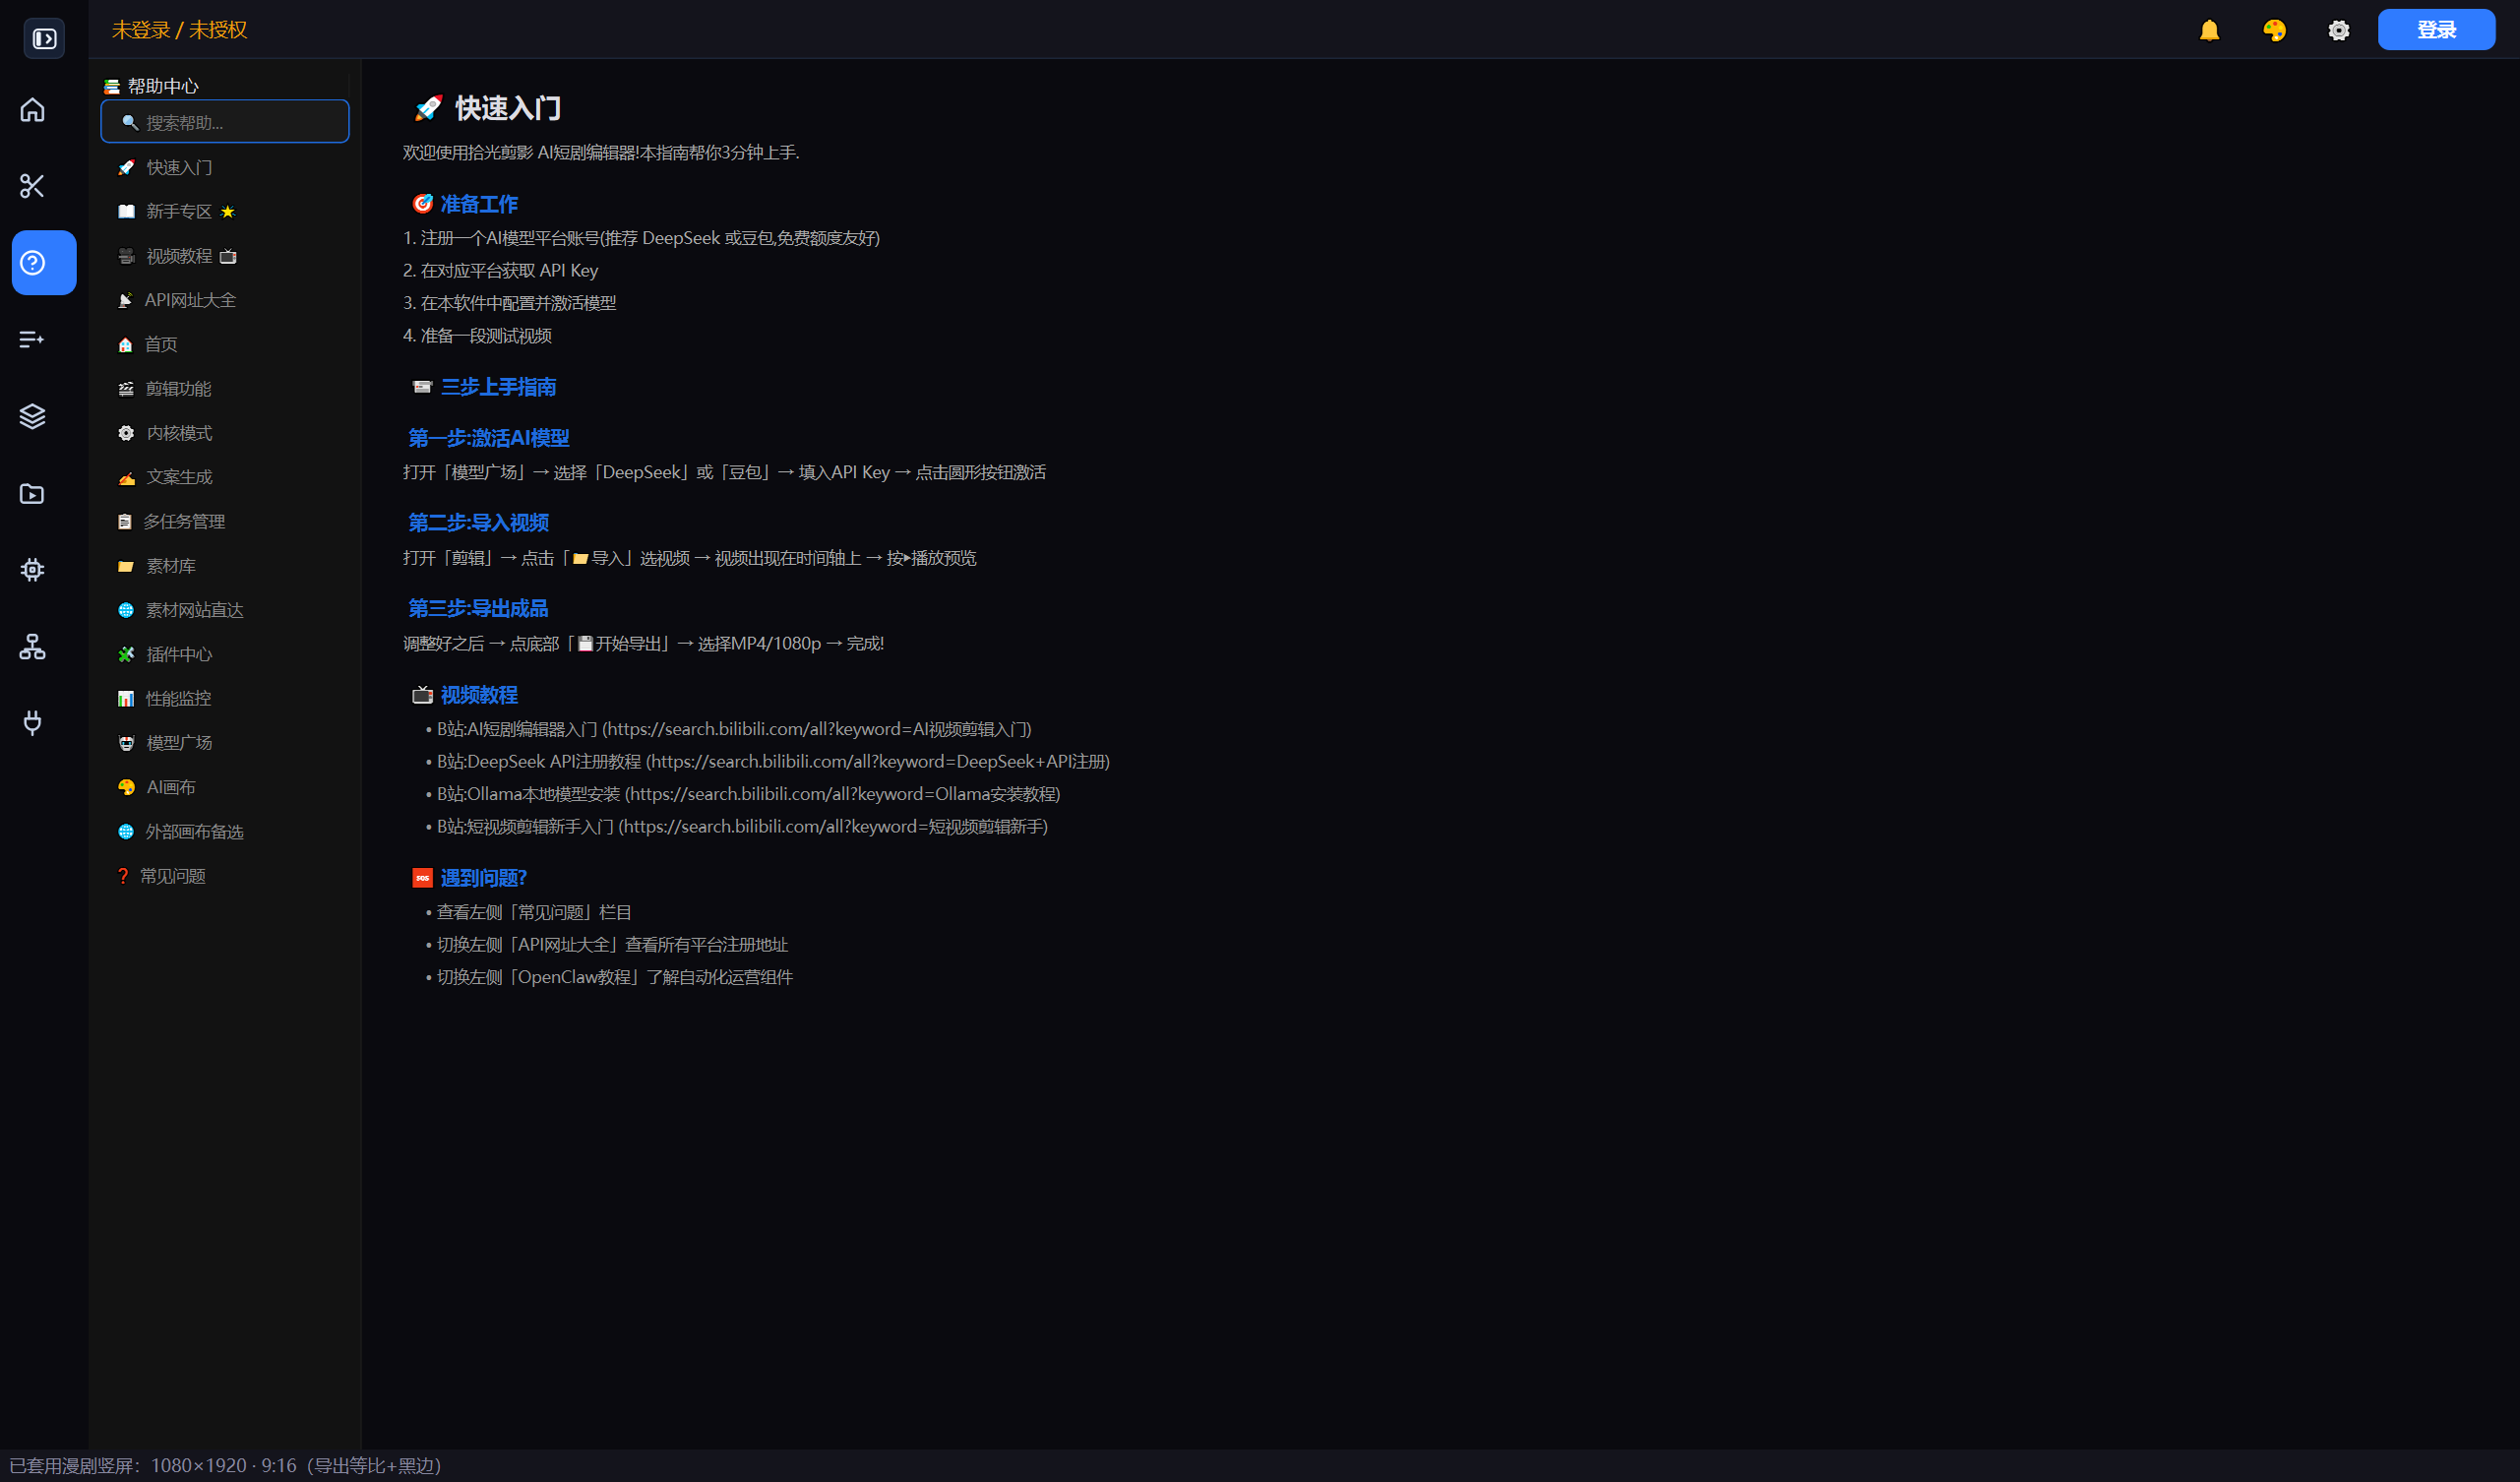 未登录 / 未授权
登录
帮助中心
搜索帮助...
快速入门
新手专区
视频教程
API网址大全
首页
剪辑功能
内核模式
文案生成
多任务管理
素材库
素材网站直达
插件中心
性能监控
模型广场
AI画布
外部画布备选
常见问题
快速入门
欢迎使用拾光剪影 AI短剧编辑器!本指南帮你3分钟上手.
准备工作
1. 注册一个AI模型平台账号(推荐 DeepSeek 或豆包,免费额度友好)
2. 在对应平台获取 API Key
3. 在本软件中配置并激活模型
4. 准备一段测试视频
三步上手指南
第一步:激活AI模型
打开「模型广场」→ 选择「DeepSeek」或「豆包」→ 填入API Key → 点击圆形按钮激活
第二步:导入视频
打开「剪辑」→ 点击「📁导入」选视频 → 视频出现在时间轴上 → 按▶播放预览
第三步:导出成品
调整好之后 → 点底部「💾开始导出」→ 选择MP4/1080p → 完成!
视频教程
• B站:AI短剧编辑器入门 (https://search.bilibili.com/all?keyword=AI视频剪辑入门)
• B站:DeepSeek API注册教程 (https://search.bilibili.com/all?keyword=DeepSeek+API注册)
• B站:Ollama本地模型安装 (https://search.bilibili.com/all?keyword=Ollama安装教程)
• B站:短视频剪辑新手入门 (https://search.bilibili.com/all?keyword=短视频剪辑新手)
SOS 遇到问题?
• 查看左侧「常见问题」栏目
• 切换左侧「API网址大全」查看所有平台注册地址
• 切换左侧「OpenClaw教程」了解自动化运营组件
已套用漫剧竖屏：1080×1920 · 9:16（导出等比+黑边）